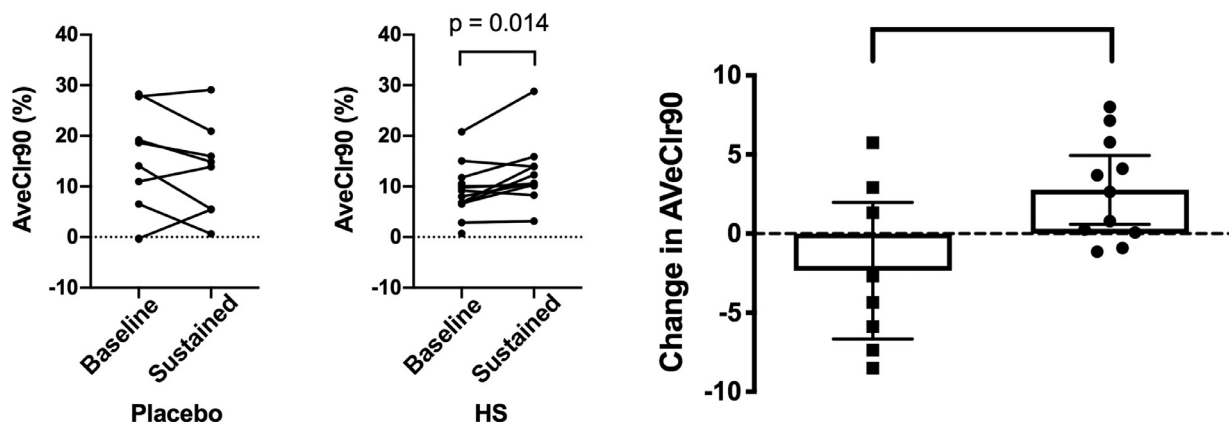 AveClr90 (%)
40
30
20
10
0
-10
Baseline
Sustained
Placebo
p = 0.014
AveClr90 (%)
40
30
20
10
0
-10
Baseline
Sustained
HS
Change in AVeClr90
10
5
0
-5
-10